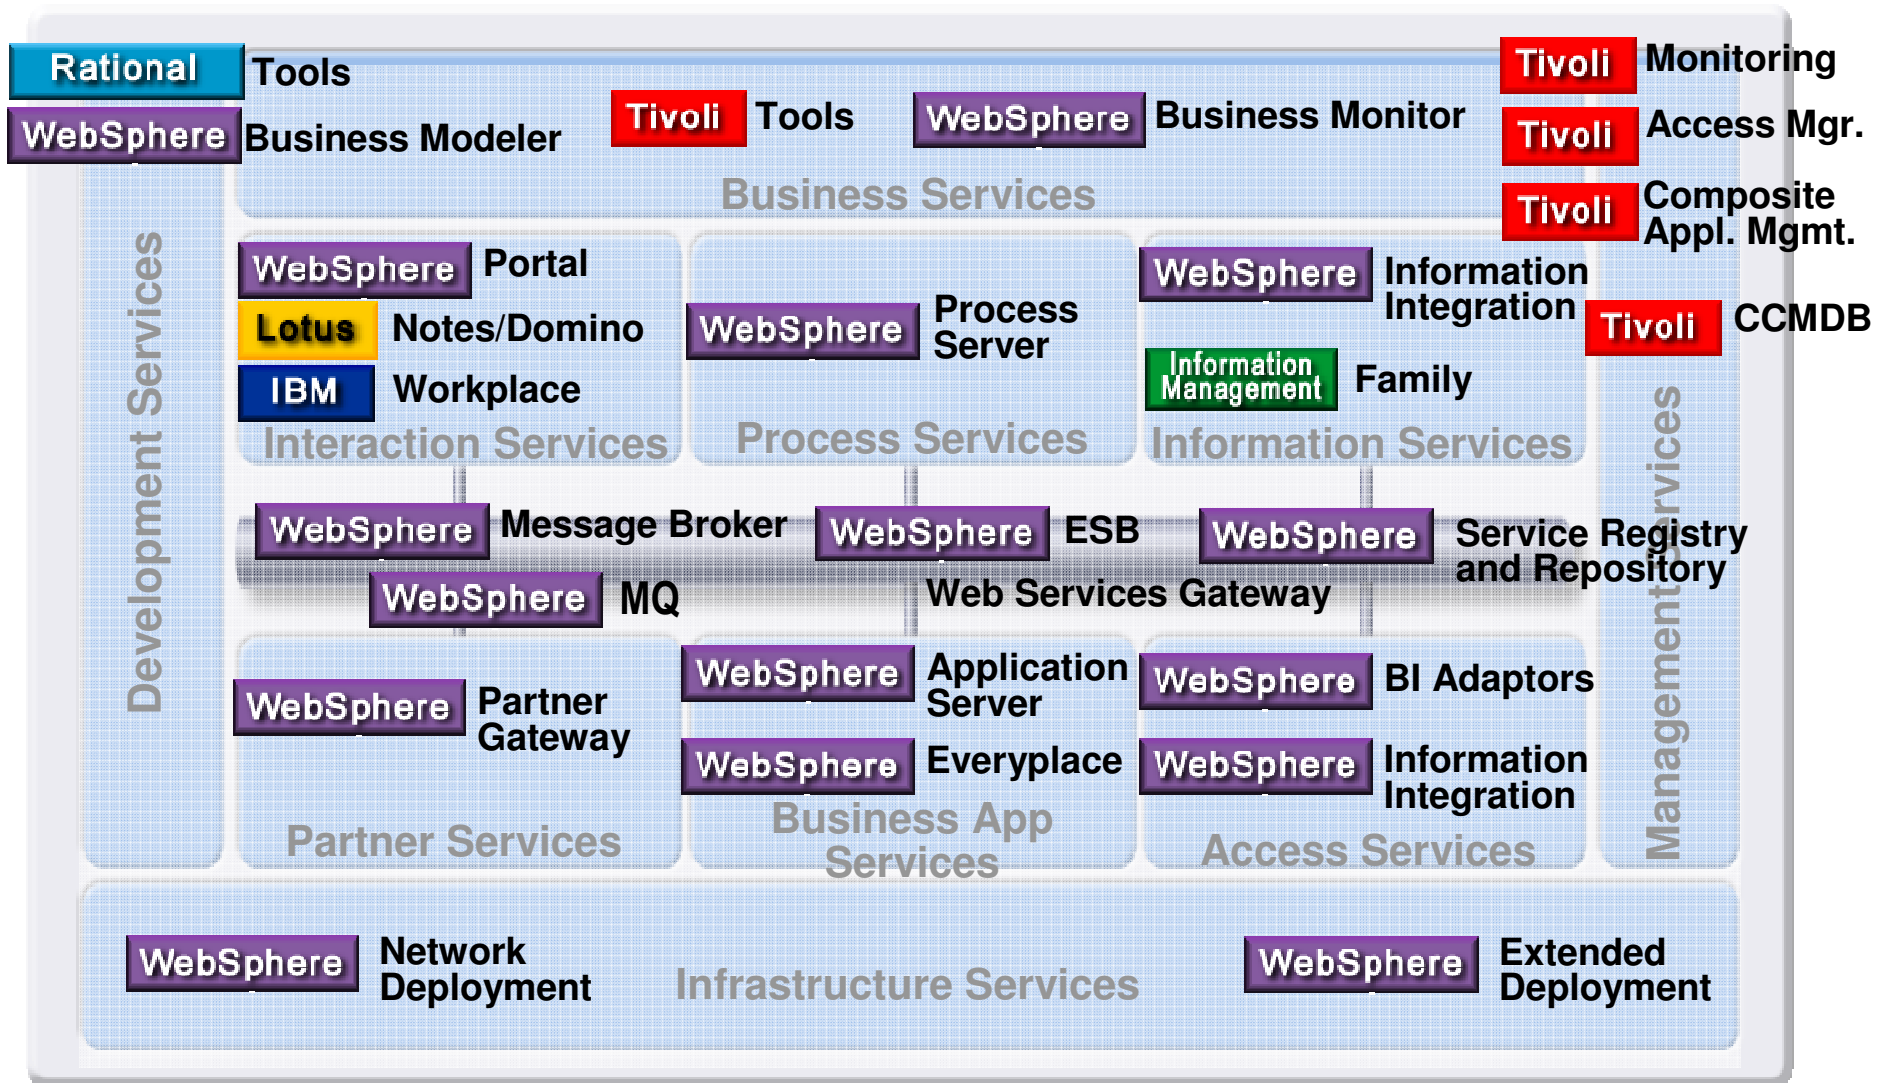 Rational Tools
WebSphere Business Modeler
Tivoli Tools
WebSphere Business Monitor
Tivoli Monitoring
Tivoli Access Mgr.
Tivoli Composite
Appl. Mgmt.
Business Services
Development Services
WebSphere Portal
Lotus Notes/Domino
IBM Workplace
Interaction Services
WebSphere Process
Server
Process Services
WebSphere Information
Integration
Information
Management Family
Information Services
Tivoli CCMDB
Management Services
WebSphere Message Broker
WebSphere ESB
WebSphere Service Registry
and Repository
WebSphere MQ
Web Services Gateway
WebSphere Partner
Gateway
Partner Services
WebSphere Application
Server
WebSphere Everyplace
Business App
Services
WebSphere BI Adaptors
WebSphere Information
Integration
Access Services
WebSphere Network
Deployment
Infrastructure Services
WebSphere Extended
Deployment